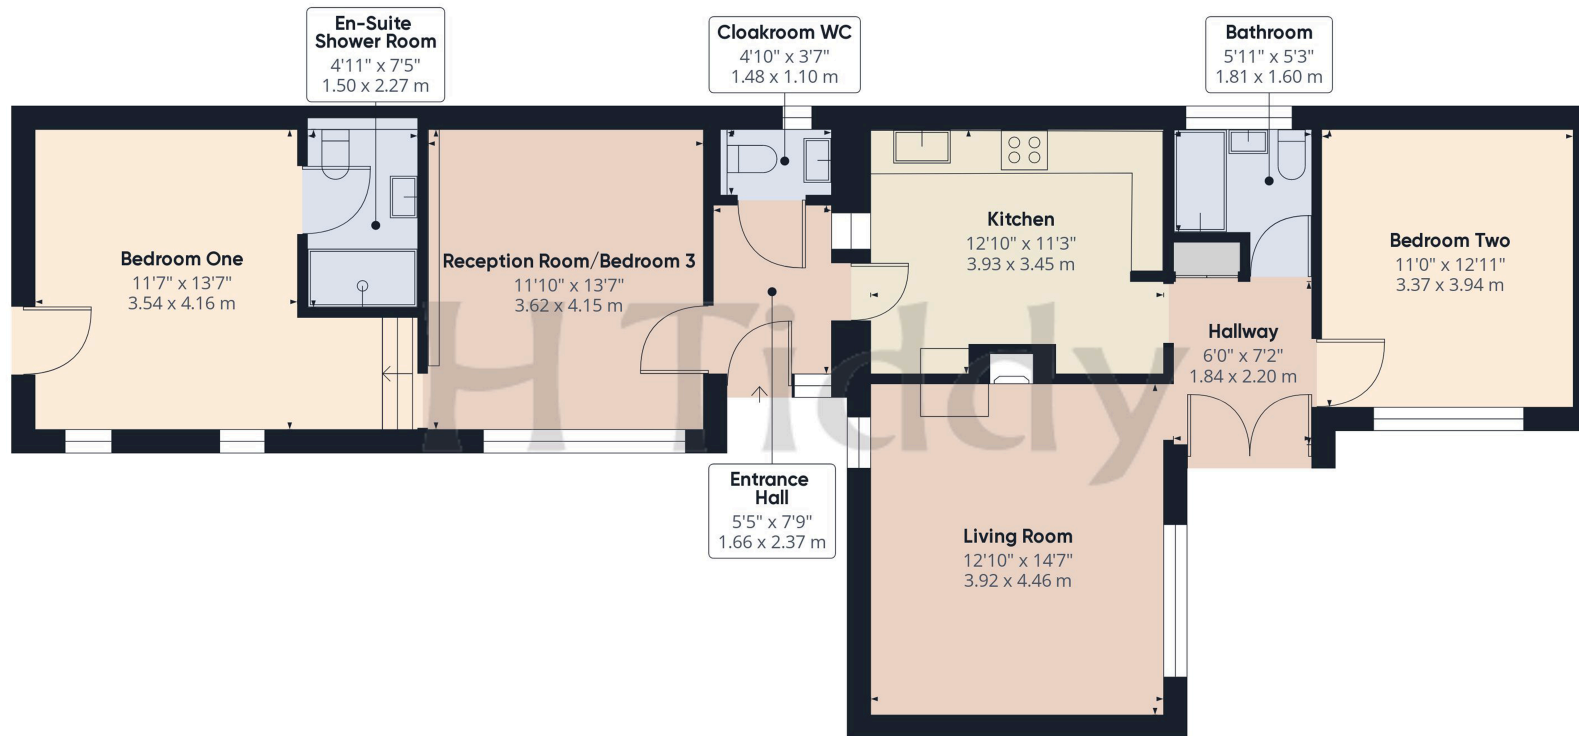 En-Suite
Shower Room
4'11" x 7'5"
1.50 x 2.27 m
Cloakroom WC
4'10" x 3'7"
1.48 x 1.10 m
Bathroom
5'11" x 5'3"
1.81 x 1.60 m
Bedroom One
11'7" x 13'7"
3.54 x 4.16 m
Reception Room/Bedroom 3
11'10" x 13'7"
3.62 x 4.15 m
Kitchen
12'10" x 11'3"
3.93 x 3.45 m
Bedroom Two
11'0" x 12'11"
3.37 x 3.94 m
Hallway
6'0" x 7'2"
1.84 x 2.20 m
H Tiddy
Entrance
Hall
5'5" x 7'9"
1.66 x 2.37 m
Living Room
12'10" x 14'7"
3.92 x 4.46 m